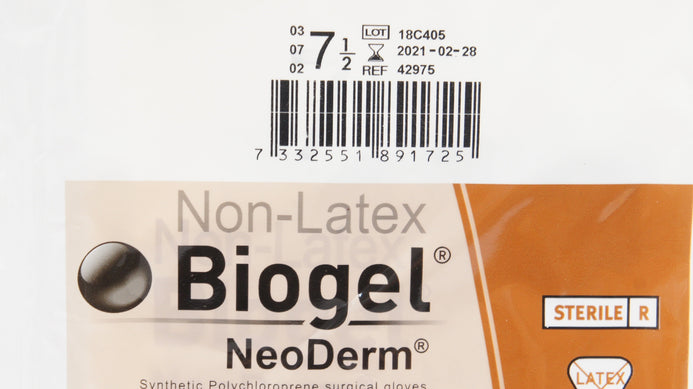 03
07
02
7 1/2
LOT 18C405
2021-02-28
REF 42975
7 332551 891725
Non-Latex
Biogel®
NeoDerm®
Synthetic Polychloroprene surgical gloves
STERILE R
LATEX